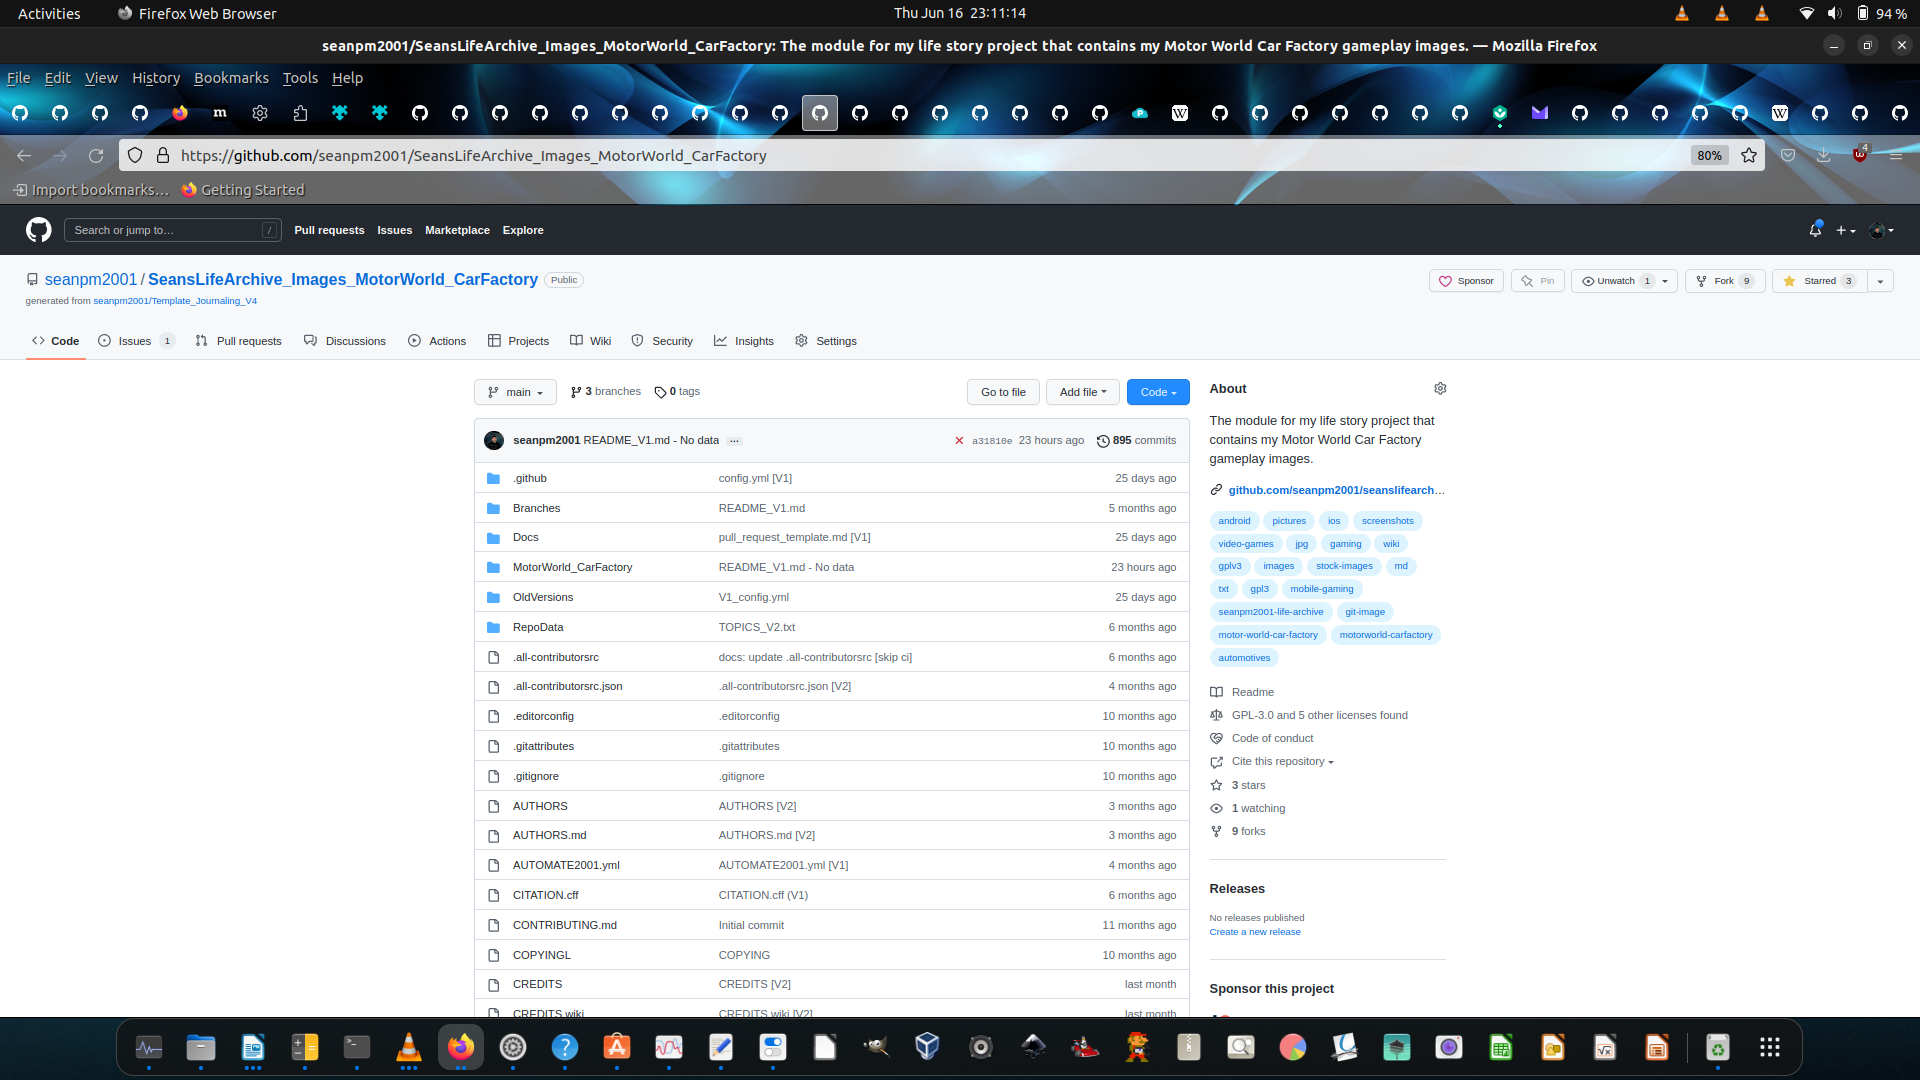 Activities
Firefox Web Browser
Thu Jun 16 23:11:14
94 %
seanpm2001/SeansLifeArchive_Images_MotorWorld_CarFactory: The module for my life story project that contains my Motor World Car Factory gameplay images. — Mozilla Firefox
File Edit View History Bookmarks Tools Help
https://github.com/seanpm2001/SeansLifeArchive_Images_MotorWorld_CarFactory
80%
4
Import bookmarks…
Getting Started
Search or jump to…
/
Pull requests
Issues
Marketplace
Explore
seanpm2001 / SeansLifeArchive_Images_MotorWorld_CarFactory
Public
generated from seanpm2001/Template_Journaling_V4
Sponsor
Pin
Unwatch 1
Fork 9
Starred 3
Code
Issues 1
Pull requests
Discussions
Actions
Projects
Wiki
Security
Insights
Settings
main
3 branches
0 tags
Go to file
Add file
Code
seanpm2001 README_V1.md - No data ...
a31810e 23 hours ago
895 commits
.github config.yml [V1] 25 days ago
Branches README_V1.md 5 months ago
Docs pull_request_template.md [V1] 25 days ago
MotorWorld_CarFactory README_V1.md - No data 23 hours ago
OldVersions V1_config.yml 25 days ago
RepoData TOPICS_V2.txt 6 months ago
.all-contributorsrc docs: update .all-contributorsrc [skip ci] 6 months ago
.all-contributorsrc.json .all-contributorsrc.json [V2] 4 months ago
.editorconfig .editorconfig 10 months ago
.gitattributes .gitattributes 10 months ago
.gitignore .gitignore 10 months ago
AUTHORS AUTHORS [V2] 3 months ago
AUTHORS.md AUTHORS.md [V2] 3 months ago
AUTOMATE2001.yml AUTOMATE2001.yml [V1] 4 months ago
CITATION.cff CITATION.cff (V1) 6 months ago
CONTRIBUTING.md Initial commit 11 months ago
COPYINGL COPYING 10 months ago
CREDITS CREDITS [V2] last month
CREDITS.wiki CREDITS.wiki [V2] last month
About
The module for my life story project that
contains my Motor World Car Factory
gameplay images.
github.com/seanpm2001/seanslifearch…
android pictures ios screenshots
video-games jpg gaming wiki
gplv3 images stock-images md
txt gpl3 mobile-gaming
seanpm2001-life-archive git-image
motor-world-car-factory motorworld-carfactory
automotives
Readme
GPL-3.0 and 5 other licenses found
Code of conduct
Cite this repository
3 stars
1 watching
9 forks
Releases
No releases published
Create a new release
Sponsor this project